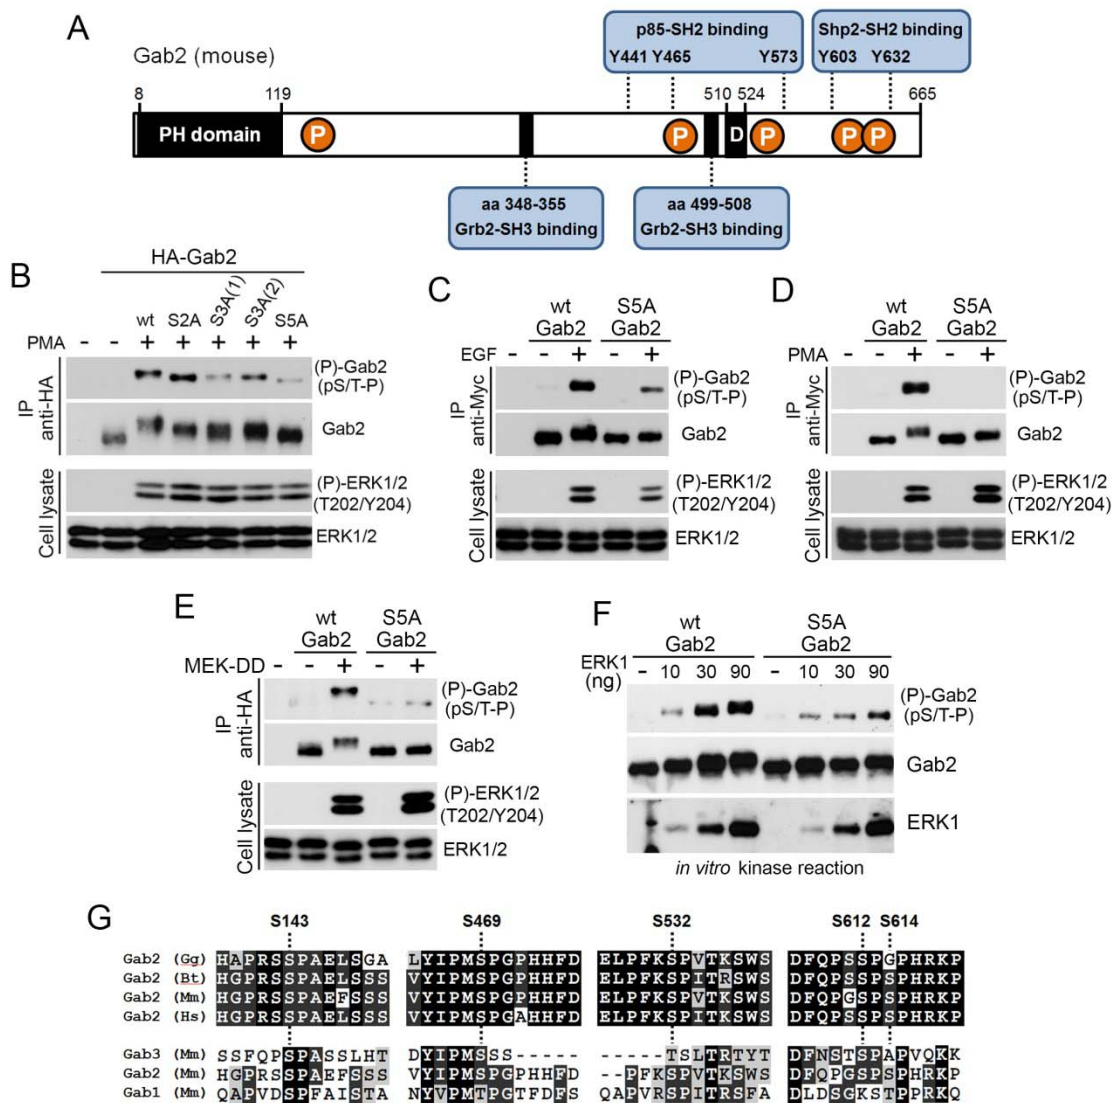 A
Gab2 (mouse)
p85-SH2 binding
Y441 Y465 Y573
Shp2-SH2 binding
Y603 Y632
8 119 510 524 665
PH domain P P D P P P
aa 348-355
Grb2-SH3 binding
aa 499-508
Grb2-SH3 binding
B
HA-Gab2
wt S2A S3A(1) S3A(2) S5A
PMA - - + + + + +
IP
anti-HA
(P)-Gab2
(pS/T-P)
Gab2
Cell lysate
(P)-ERK1/2
(T202/Y204)
ERK1/2
C
wt
Gab2
S5A
Gab2
EGF - - + - +
IP
anti-Myc
(P)-Gab2
(pS/T-P)
Gab2
Cell lysate
(P)-ERK1/2
(T202/Y204)
ERK1/2
D
wt
Gab2
S5A
Gab2
PMA - - + - +
IP
anti-Myc
(P)-Gab2
(pS/T-P)
Gab2
Cell lysate
(P)-ERK1/2
(T202/Y204)
ERK1/2
E
wt
Gab2
S5A
Gab2
MEK-DD - - + - +
IP
anti-HA
(P)-Gab2
(pS/T-P)
Gab2
Cell lysate
(P)-ERK1/2
(T202/Y204)
ERK1/2
F
wt
Gab2
S5A
Gab2
ERK1
(ng)
- 10 30 90 - 10 30 90
(P)-Gab2
(pS/T-P)
Gab2
ERK1
in vitro kinase reaction
G
S143 S469 S532 S612 S614
Gab2 (Gg) HAPRSSPAELSGA LYIPMSPGPHHFD ELPFKSPVTKSWS DFQPSSPGPHRKP
Gab2 (Bt) HGPRSSPAELSSS VYIPMSPGPHHFD ELPFKSPITRSWS DFQPSSPSPHRKP
Gab2 (Mm) HGPRSSPAEFSSS VYIPMSPGPHHFD ELPFKSPVTKSWS DFQPGSPSPHRKP
Gab2 (Hs) HGPRSSPAELSSS VYIPMSPGAHHFD ELPFKSPITKSWS DFQPSSPSPHRKP
Gab3 (Mm) SSFQPSPASSLHT DYIPMSSS----- -----TSLTRTYT DFNSTSPAPVQKK
Gab2 (Mm) HGPRSSPAEFSSS VYIPMSPGPHHFD --PFKSPVTKSWS DFQPGSPSPHRKP
Gab1 (Mm) QAPVDSPFAISTA NYVPMTPGTFDFS QAPVRSPITRSFA DLDSGKSTPPRKQ